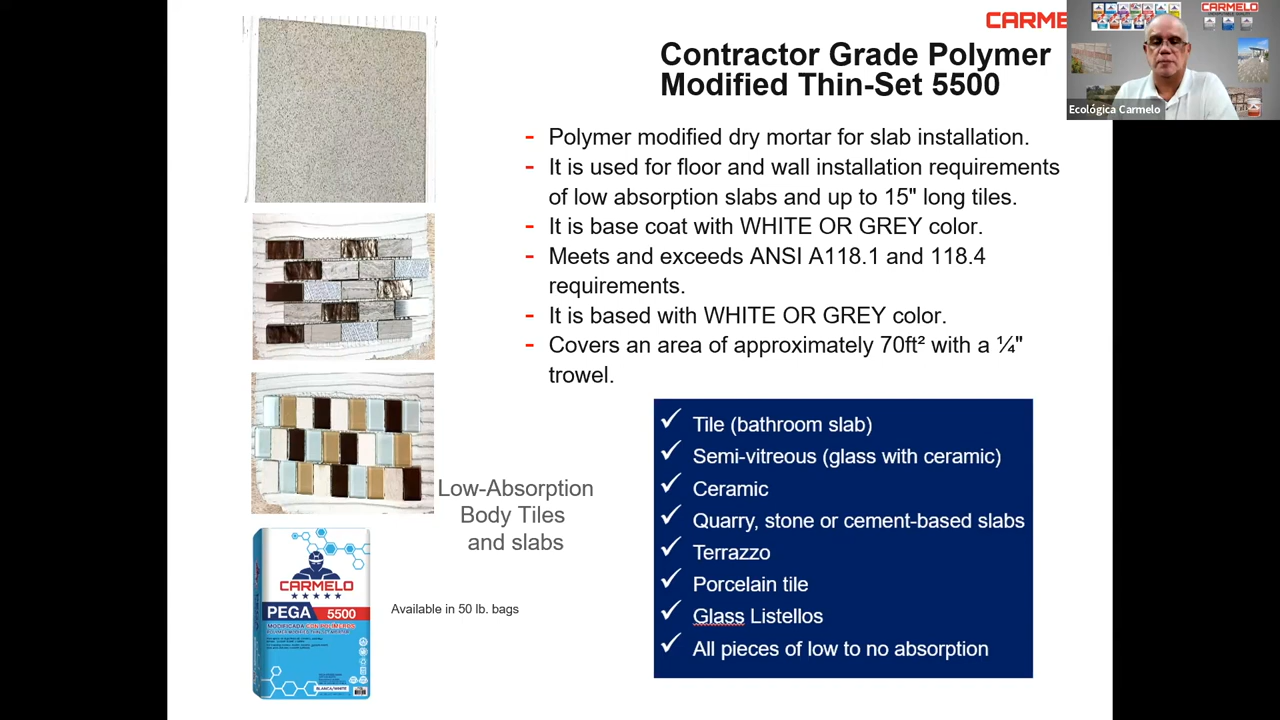 CARME
CARMELO
Contractor Grade Polymer
Modified Thin-Set 5500
Ecológica Carmelo
- Polymer modified dry mortar for slab installation.
- It is used for floor and wall installation requirements
of low absorption slabs and up to 15" long tiles.
- It is base coat with WHITE OR GREY color.
- Meets and exceeds ANSI A118.1 and 118.4
requirements.
- It is based with WHITE OR GREY color.
- Covers an area of approximately 70ft² with a ¼"
trowel.
✓ Tile (bathroom slab)
✓ Semi-vitreous (glass with ceramic)
✓ Ceramic
✓ Quarry, stone or cement-based slabs
✓ Terrazzo
✓ Porcelain tile
✓ Glass Listellos
✓ All pieces of low to no absorption
Low-Absorption
Body Tiles
and slabs
CARMELO
PEGA 5500
MODIFICADA CON POLIMEROS
BLANCA/WHITE
Available in 50 lb. bags